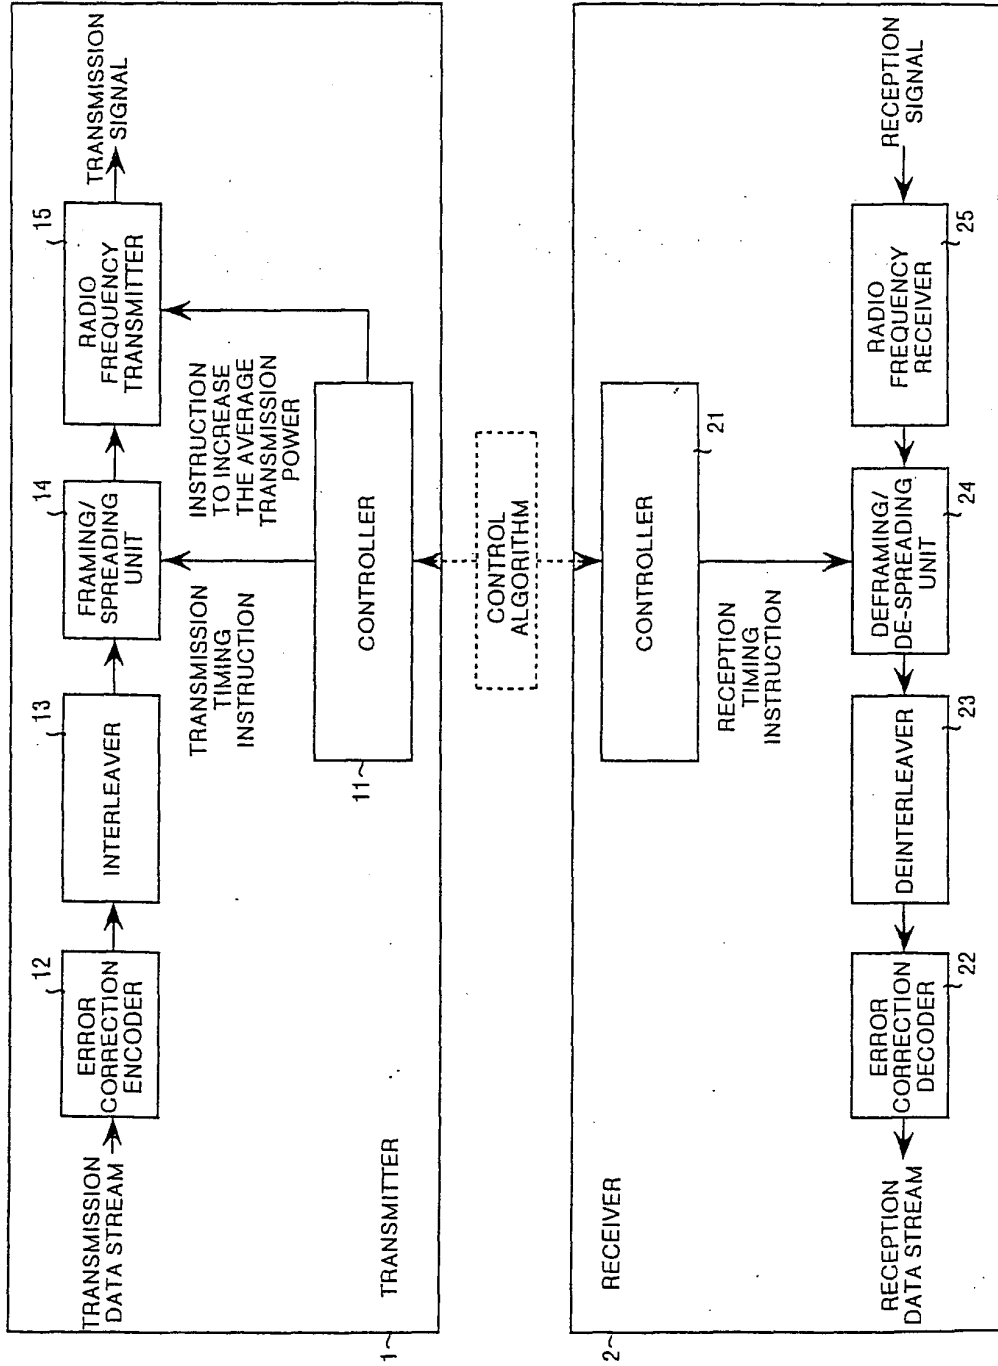 TRANSMISSION
DATA STREAM
12
ERROR
CORRECTION
ENCODER
13
INTERLEAVER
14
FRAMING/
SPREADING
UNIT
15
RADIO
FREQUENCY
TRANSMITTER
TRANSMISSION
SIGNAL
TRANSMISSION
TIMING
INSTRUCTION
INSTRUCTION
TO INCREASE
THE AVERAGE
TRANSMISSION
POWER
11
CONTROLLER
TRANSMITTER
1
CONTROL
ALGORITHM
RECEIVER
2
CONTROLLER
21
RECEPTION
TIMING
INSTRUCTION
RECEPTION
DATA STREAM
ERROR
CORRECTION
DECODER
22
DEINTERLEAVER
23
DEFRAMING/
DE-SPREADING
UNIT
24
RADIO
FREQUENCY
RECEIVER
25
RECEPTION
SIGNAL